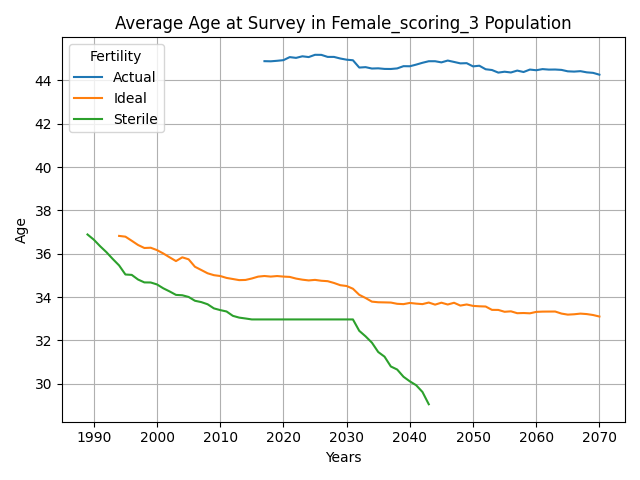 Average Age at Survey in Female_scoring_3 Population
Fertility
Actual
Ideal
Sterile
Age
44
42
40
38
36
34
32
30
1990 2000 2010 2020 2030 2040 2050 2060 2070
Years